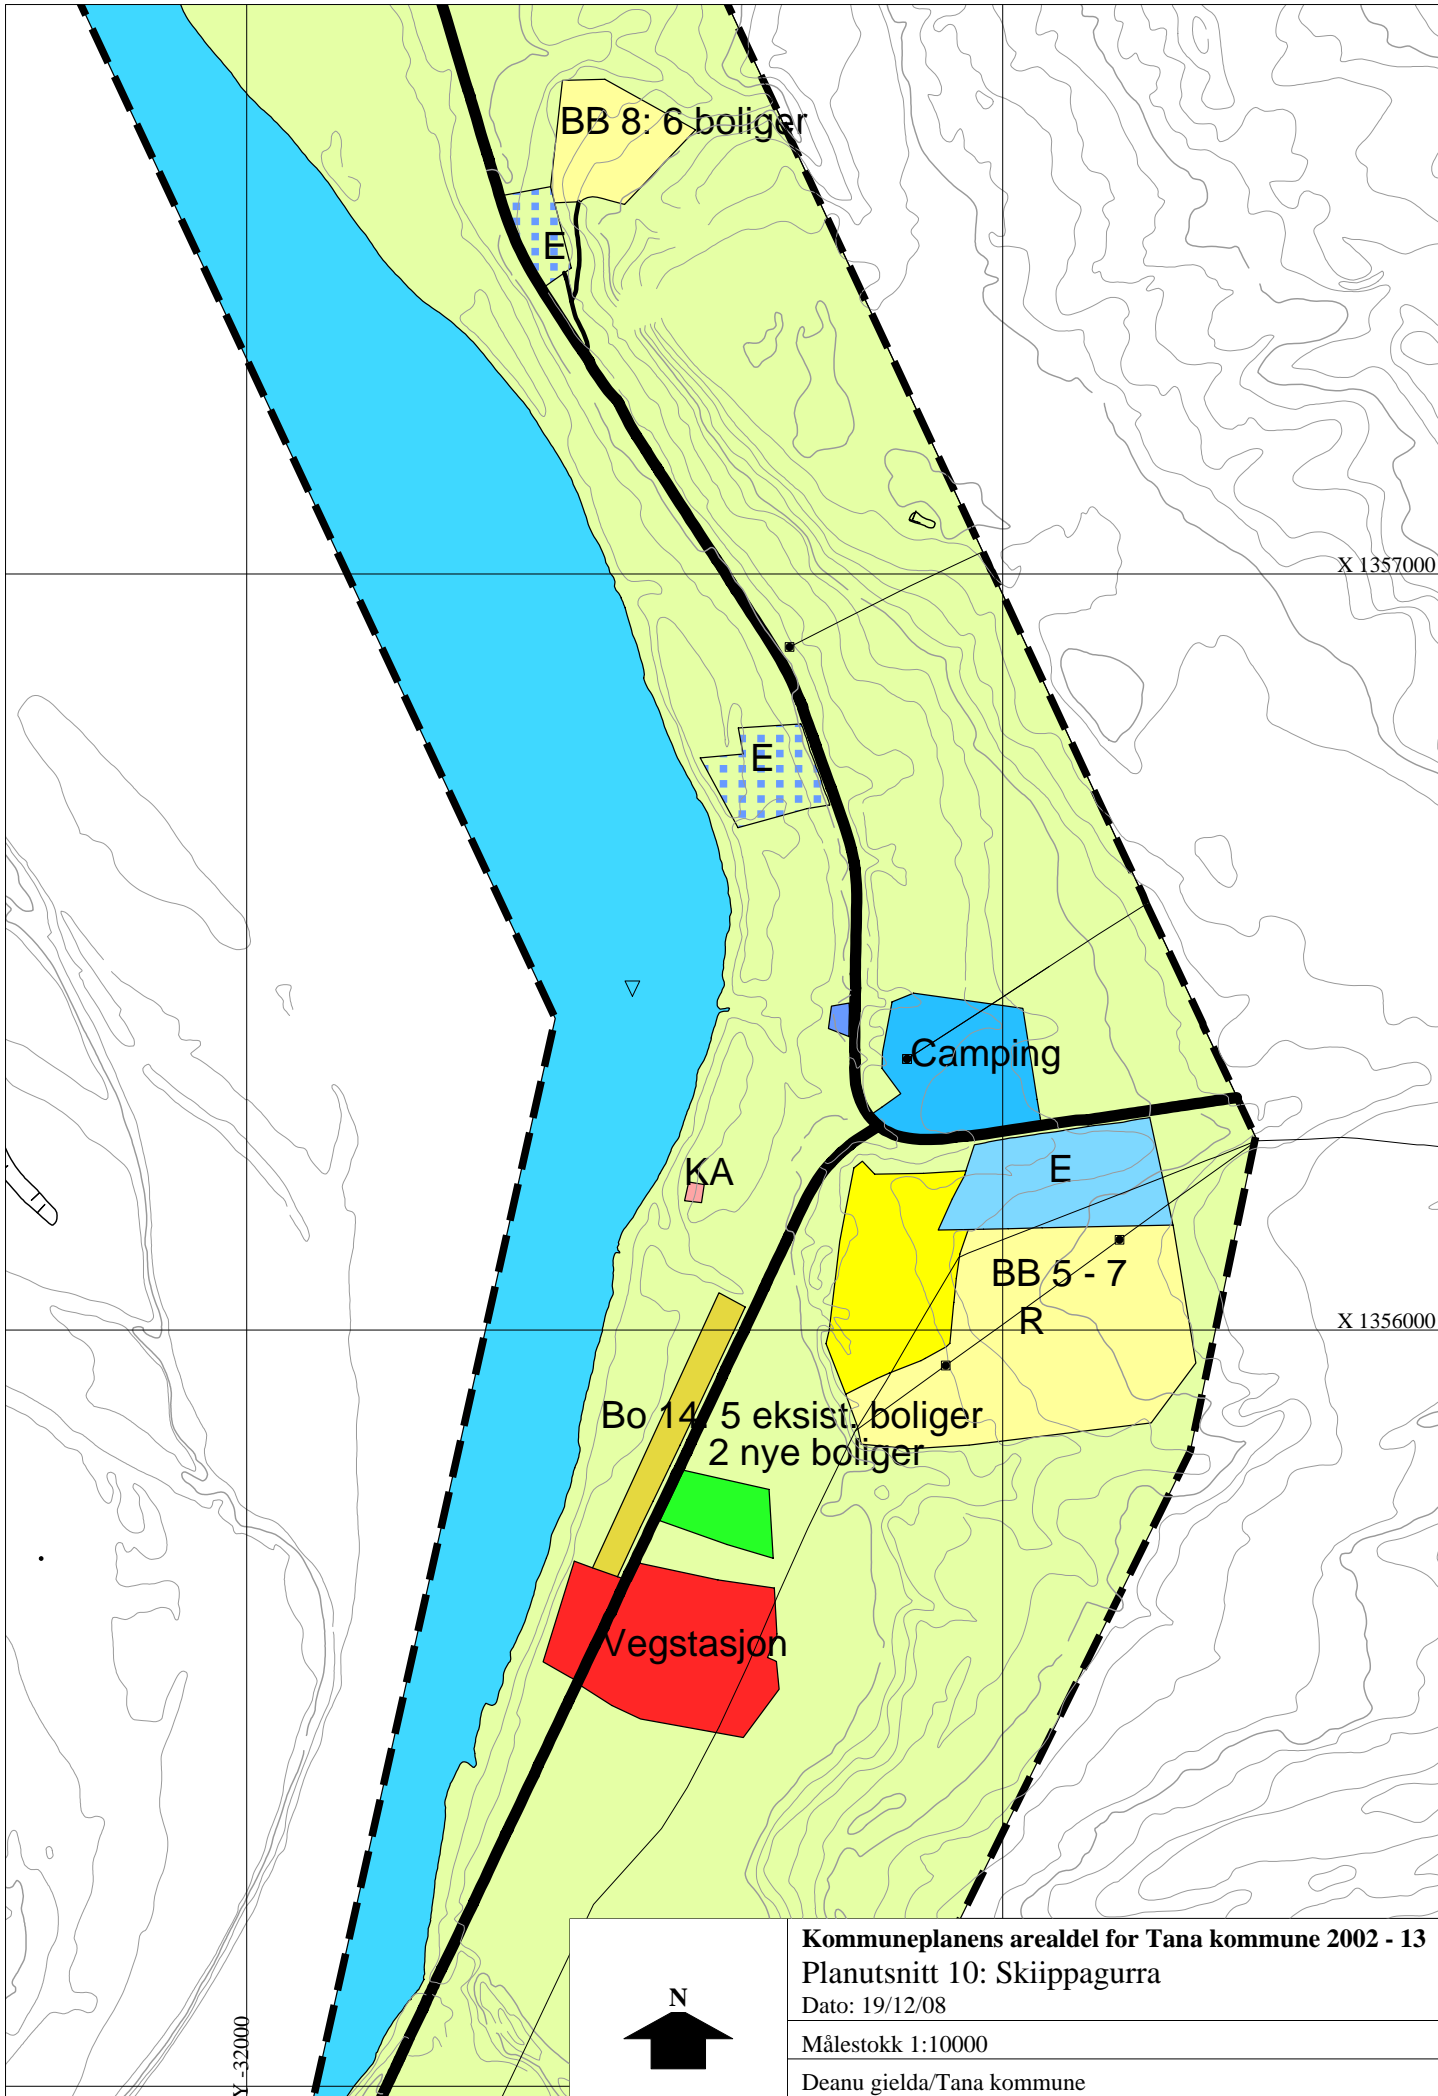 BB 8: 6 boliger
E
X 1357000
E
Camping
KA
E
BB 5 - 7
R
X 1356000
Bo 14: 5 eksist. boliger
2 nye boliger
Vegstasjon
Y -32000
N
Kommuneplanens arealdel for Tana kommune 2002 - 13
Planutsnitt 10: Skiippagurra
Dato: 19/12/08
Målestokk 1:10000
Deanu gielda/Tana kommune